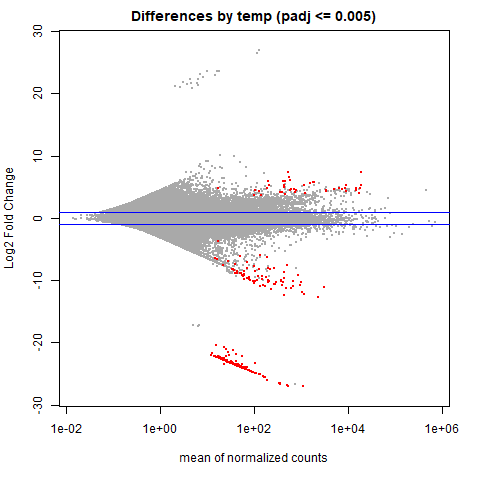 Differences by temp (padj <= 0.005)
Log2 Fold Change
30
20
10
0
-10
-20
-30
1e-02 1e+00 1e+02 1e+04 1e+06
mean of normalized counts